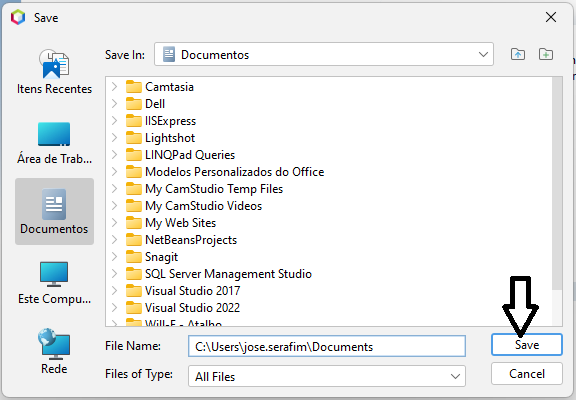 Save
Save In: Documentos
Itens Recentes
Área de Trab...
Documentos
Este Compu...
Rede
Camtasia
Dell
IISExpress
Lightshot
LINQPad Queries
Modelos Personalizados do Office
My CamStudio Temp Files
My CamStudio Videos
My Web Sites
NetBeansProjects
Snagit
SQL Server Management Studio
Visual Studio 2017
Visual Studio 2022
Will-F - Atalho
File Name: C:\Users\jose.serafim\Documents
Save
Files of Type: All Files
Cancel